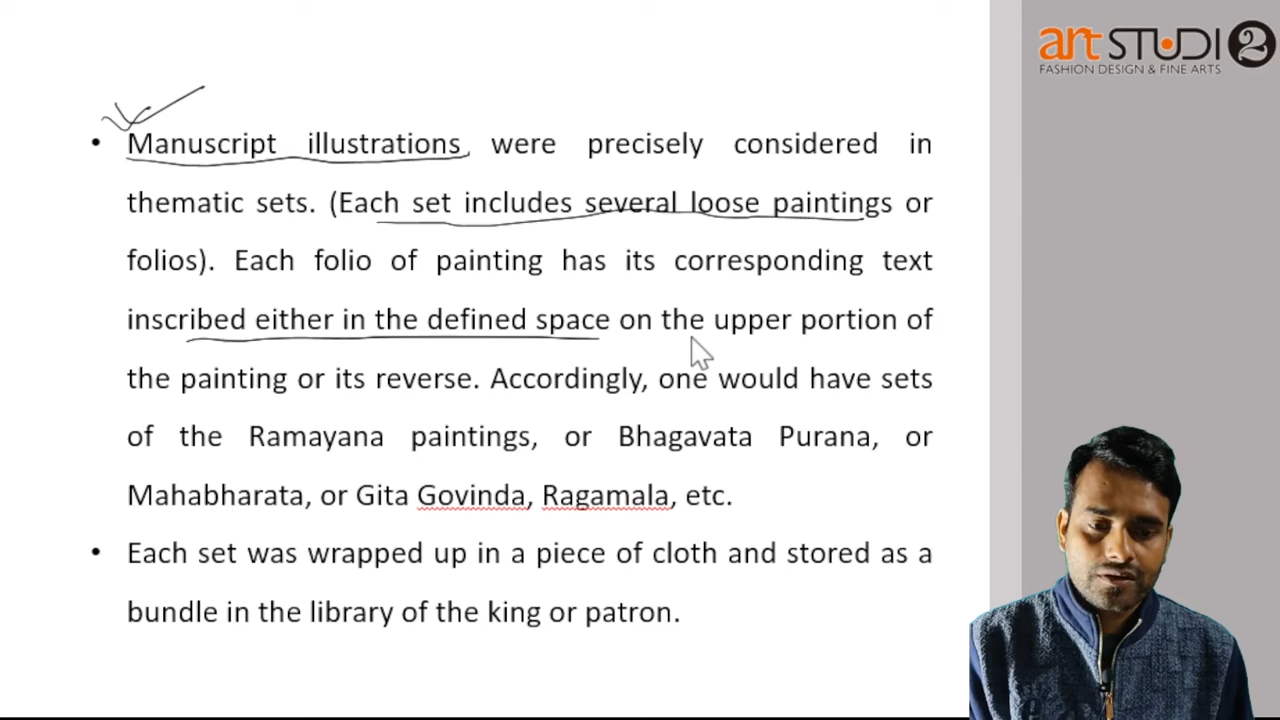 art STUDIO 2
FASHION DESIGN & FINE ARTS
• Manuscript illustrations were precisely considered in
thematic sets. (Each set includes several loose paintings or
folios). Each folio of painting has its corresponding text
inscribed either in the defined space on the upper portion of
the painting or its reverse. Accordingly, one would have sets
of the Ramayana paintings, or Bhagavata Purana, or
Mahabharata, or Gita Govinda, Ragamala, etc.
• Each set was wrapped up in a piece of cloth and stored as a
bundle in the library of the king or patron.